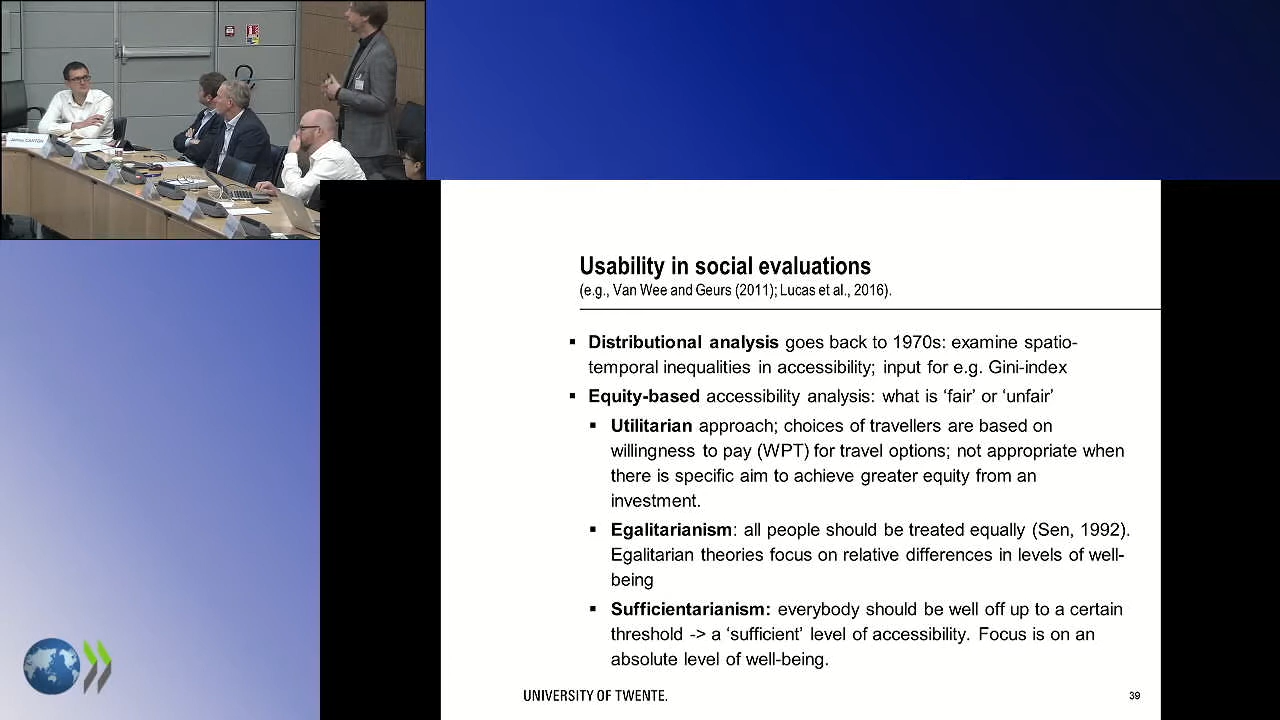 Usability in social evaluations
(e.g., Van Wee and Geurs (2011); Lucas et al., 2016).
▪ Distributional analysis goes back to 1970s: examine spatio-
temporal inequalities in accessibility; input for e.g. Gini-index
▪ Equity-based accessibility analysis: what is ‘fair’ or ‘unfair’
▪ Utilitarian approach; choices of travellers are based on
willingness to pay (WPT) for travel options; not appropriate when
there is specific aim to achieve greater equity from an
investment.
▪ Egalitarianism: all people should be treated equally (Sen, 1992).
Egalitarian theories focus on relative differences in levels of well-
being
▪ Sufficientarianism: everybody should be well off up to a certain
threshold -> a ‘sufficient’ level of accessibility. Focus is on an
absolute level of well-being.
UNIVERSITY OF TWENTE.
39